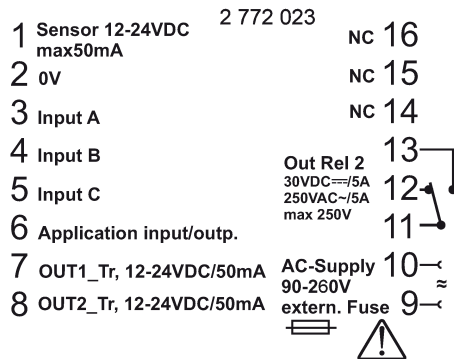 2 772 023
1 Sensor 12-24VDC
max50mA
2 0V
3 Input A
4 Input B
5 Input C
6 Application input/outp.
7 OUT1_Tr, 12-24VDC/50mA
8 OUT2_Tr, 12-24VDC/50mA
NC 16
NC 15
NC 14
13
Out Rel 2
30VDC⎓/5A
250VAC~/5A
max 250V
12
11
AC-Supply 10
90-260V
≈
extern. Fuse 9